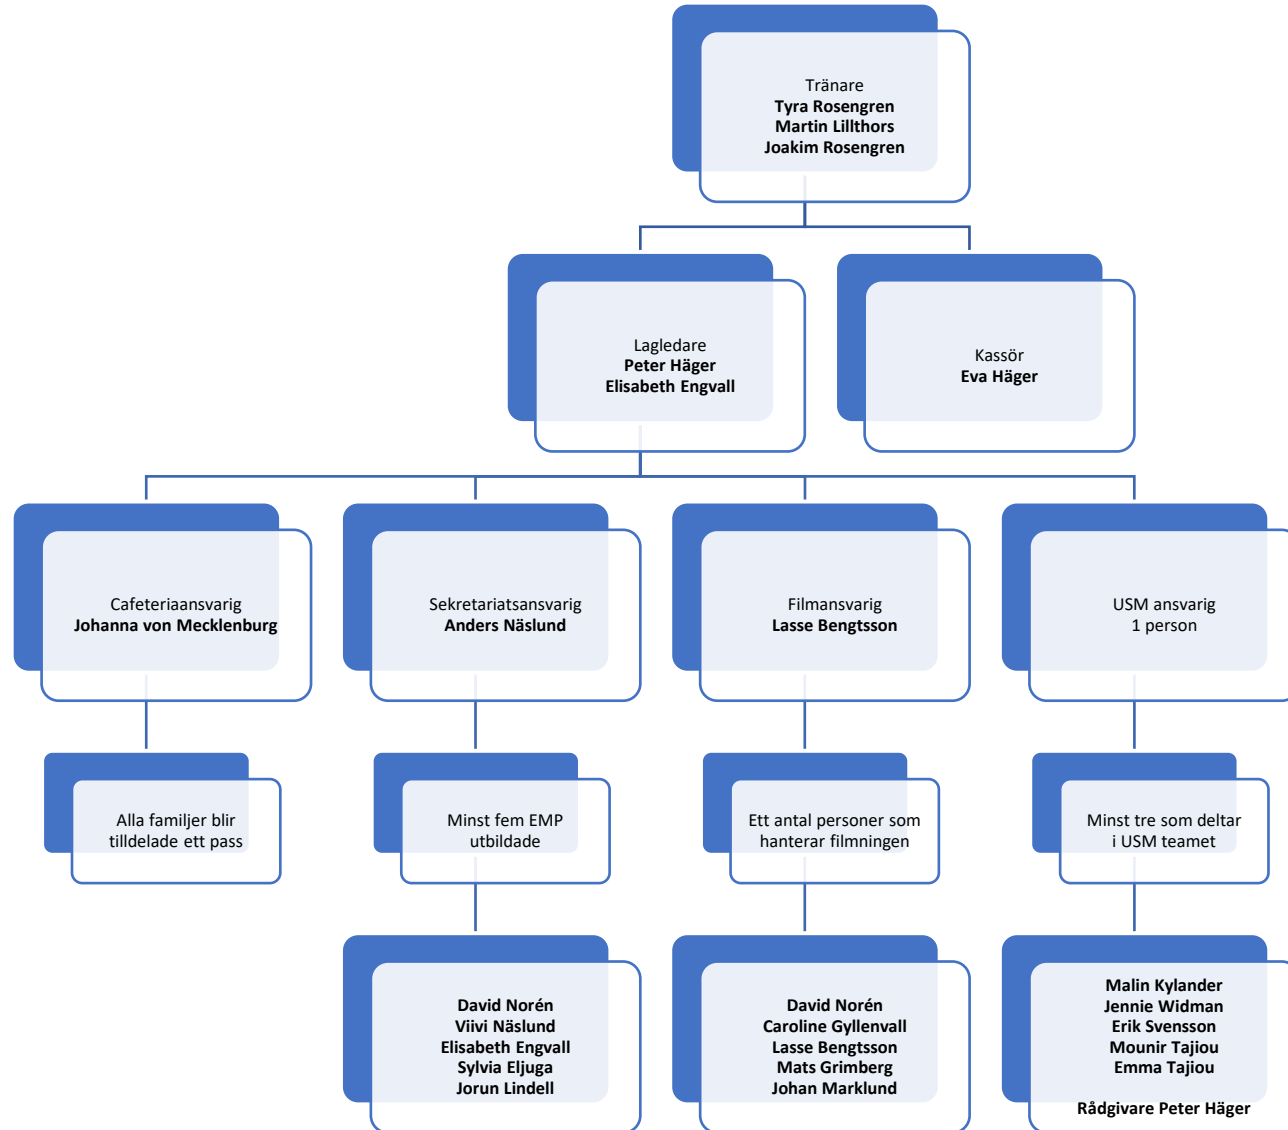 Tränare
Tyra Rosengren
Martin Lillthors
Joakim Rosengren
Lagledare
Peter Häger
Elisabeth Engvall
Kassör
Eva Häger
Cafeteriaansvarig
Johanna von Mecklenburg
Sekretariatsansvarig
Anders Näslund
Filmansvarig
Lasse Bengtsson
USM ansvarig
1 person
Alla familjer blir
tilldelade ett pass
Minst fem EMP
utbildade
Ett antal personer som
hanterar filmningen
Minst tre som deltar
i USM teamet
David Norén
Viivi Näslund
Elisabeth Engvall
Sylvia Eljuga
Jorun Lindell
David Norén
Caroline Gyllenvall
Lasse Bengtsson
Mats Grimberg
Johan Marklund
Malin Kylander
Jennie Widman
Erik Svensson
Mounir Tajiou
Emma Tajiou
Rådgivare Peter Häger